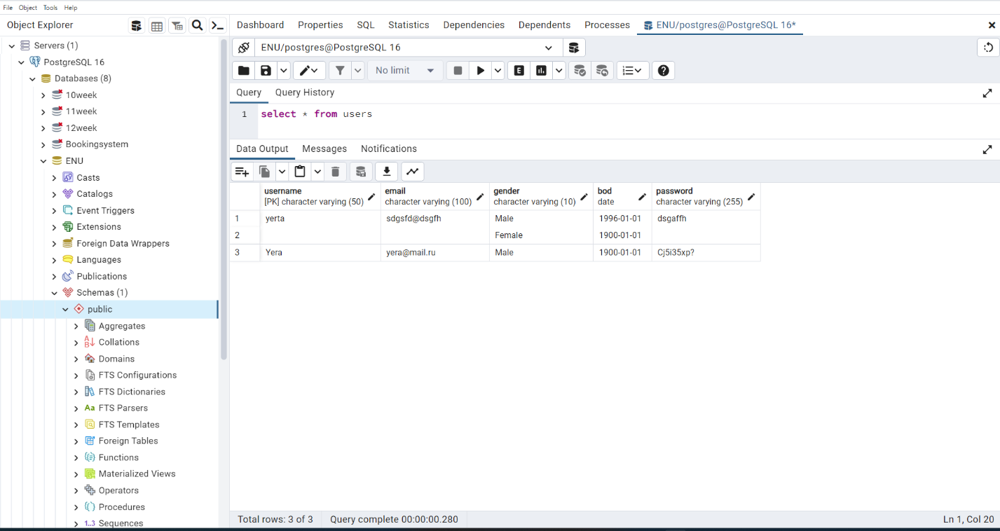 File Object Tools Help
Object Explorer
Servers (1)
PostgreSQL 16
Databases (8)
10week
11week
12week
Bookingsystem
ENU
Casts
Catalogs
Event Triggers
Extensions
Foreign Data Wrappers
Languages
Publications
Schemas (1)
public
Aggregates
Collations
Domains
FTS Configurations
FTS Dictionaries
Aa FTS Parsers
FTS Templates
Foreign Tables
Functions
Materialized Views
Operators
Procedures
1..3 Sequences
Dashboard Properties SQL Statistics Dependencies Dependents Processes ENU/postgres@PostgreSQL 16*
ENU/postgres@PostgreSQL 16
No limit E
Query Query History
1 select * from users
Data Output Messages Notifications
username email gender bod password
[PK] character varying (50) character varying (100) character varying (10) date character varying (255)
1 yerta sdgsfd@dsgfh Male 1996-01-01 dsgaffh
2 Female 1900-01-01
3 Yera yera@mail.ru Male 1900-01-01 Cj5i35xp?
Total rows: 3 of 3 Query complete 00:00:00.280 Ln 1, Col 20